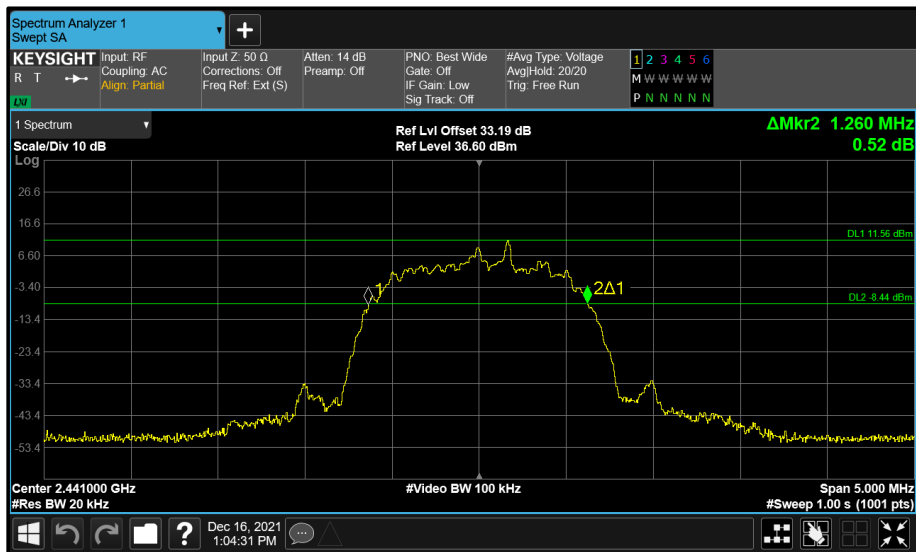 Spectrum Analyzer 1
Swept SA
+
KEYSIGHT
R T
LXI
Input: RF
Coupling: AC
Align: Partial
Input Z: 50 Ω
Corrections: Off
Freq Ref: Ext (S)
Atten: 14 dB
Preamp: Off
PNO: Best Wide
Gate: Off
IF Gain: Low
Sig Track: Off
#Avg Type: Voltage
Avg|Hold: 20/20
Trig: Free Run
1 2 3 4 5 6
M W W W W W
P N N N N N
1 Spectrum
Scale/Div 10 dB
Log
Ref Lvl Offset 33.19 dB
Ref Level 36.60 dBm
ΔMkr2 1.260 MHz
0.52 dB
26.6
16.6
DL1 11.56 dBm
6.60
-3.40
1
2Δ1
DL2 -8.44 dBm
-13.4
-23.4
-33.4
-43.4
-53.4
Center 2.441000 GHz
#Video BW 100 kHz
Span 5.000 MHz
#Res BW 20 kHz
#Sweep 1.00 s (1001 pts)
?
Dec 16, 2021
1:04:31 PM